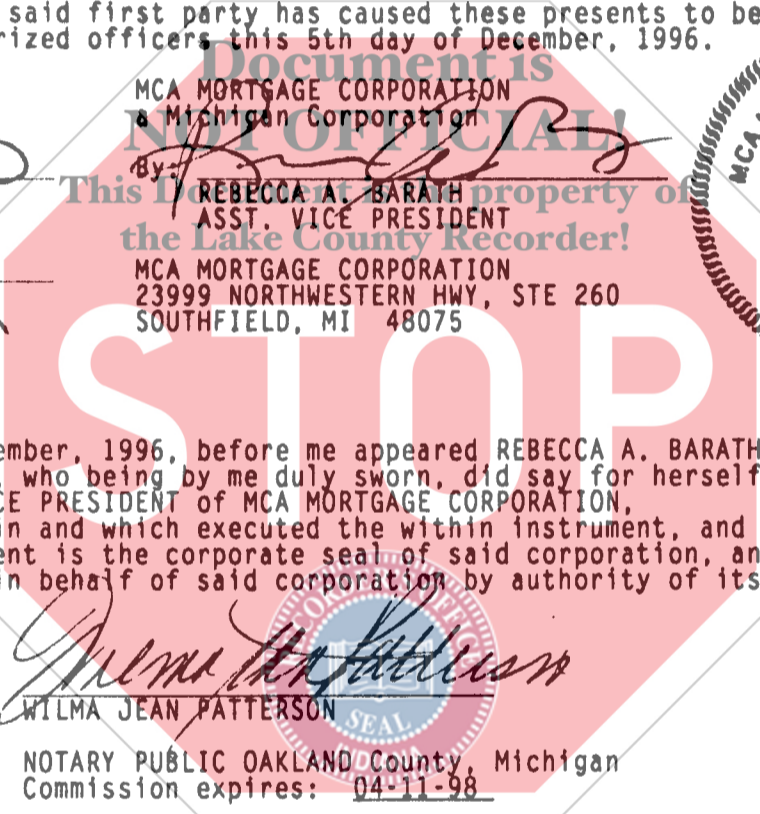 said first party has caused these presents to be
rized officers this 5th day of December, 1996.
Document is
MCA MORTGAGE CORPORATION
a Michigan Corporation
NOT OFFICIAL!
By:
This Document is the property of
REBECCA A. BARATH
ASST. VICE PRESIDENT
the Lake County Recorder!
MCA MORTGAGE CORPORATION
23999 NORTHWESTERN HWY, STE 260
SOUTHFIELD, MI 48075
MCA
STOP
ember, 1996, before me appeared REBECCA A. BARATH
, who being by me duly sworn, did say for herself
CE PRESIDENT of MCA MORTGAGE CORPORATION,
n and which executed the within instrument, and
ent is the corporate seal of said corporation, an
n behalf of said corporation by authority of its
Wilma Jean Patterson
WILMA JEAN PATTERSON
SEAL
NOTARY PUBLIC OAKLAND County, Michigan
Commission expires: 04-11-98